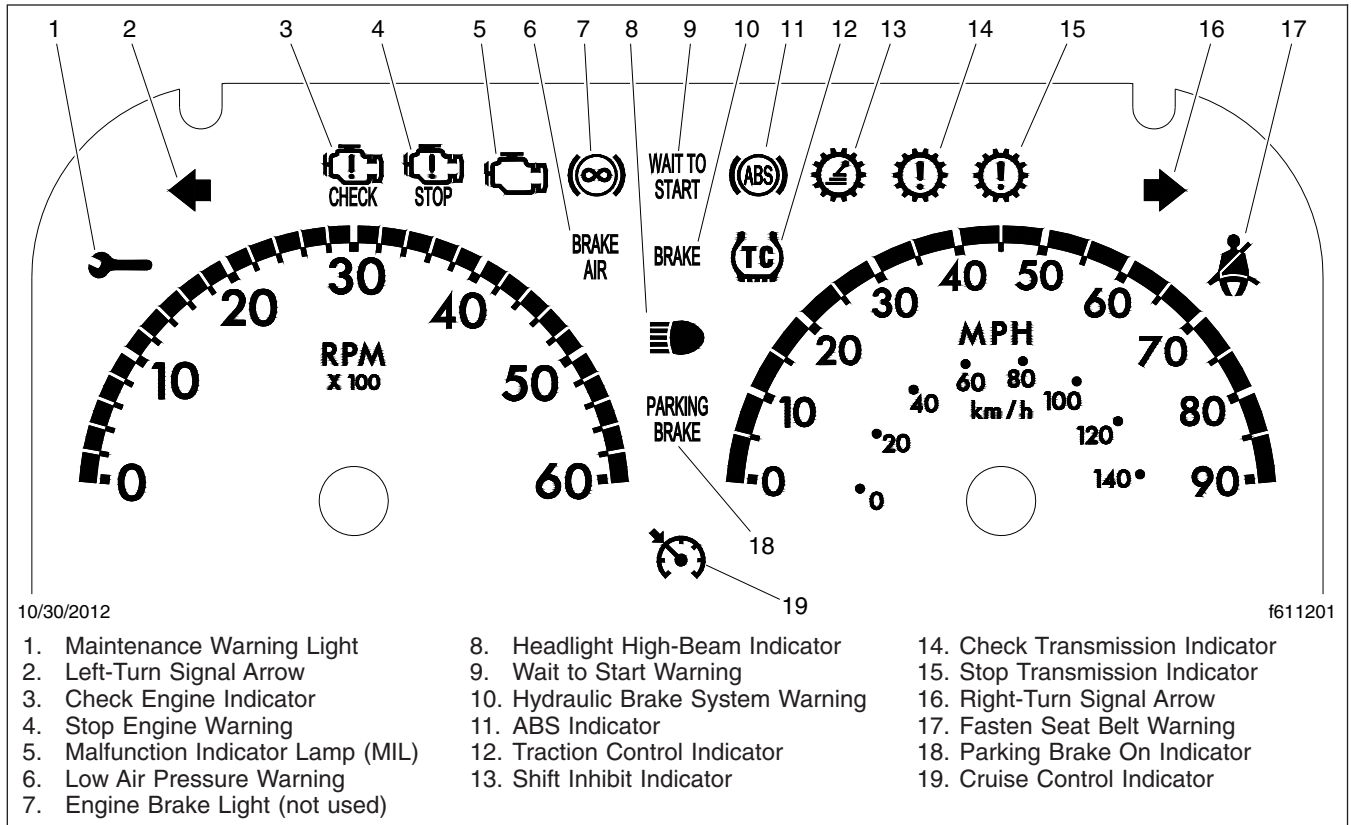 1 2 3 4 5 6 7 8 9 10 11 12 13 14 15 16 17
CHECK
STOP
WAIT TO
START
ABS
BRAKE
AIR
BRAKE
TC
0
10
20
30
40
50
60
RPM
X 100
PARKING
BRAKE
0
10
20
30
40
50
60
70
80
90
MPH
0
20
40
60
80
100
120
140
km/h
18
19
10/30/2012
f611201
1. Maintenance Warning Light
2. Left-Turn Signal Arrow
3. Check Engine Indicator
4. Stop Engine Warning
5. Malfunction Indicator Lamp (MIL)
6. Low Air Pressure Warning
7. Engine Brake Light (not used)
8. Headlight High-Beam Indicator
9. Wait to Start Warning
10. Hydraulic Brake System Warning
11. ABS Indicator
12. Traction Control Indicator
13. Shift Inhibit Indicator
14. Check Transmission Indicator
15. Stop Transmission Indicator
16. Right-Turn Signal Arrow
17. Fasten Seat Belt Warning
18. Parking Brake On Indicator
19. Cruise Control Indicator